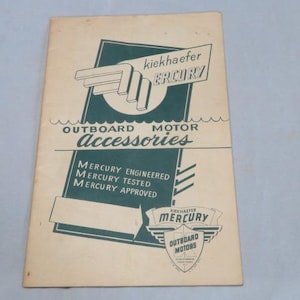 kiekhaefer
MERCURY
OUTBOARD MOTOR
Accessories
MERCURY ENGINEERED
MERCURY TESTED
MERCURY APPROVED
KIEKHAEFER
MERCURY
OUTBOARD
MOTORS